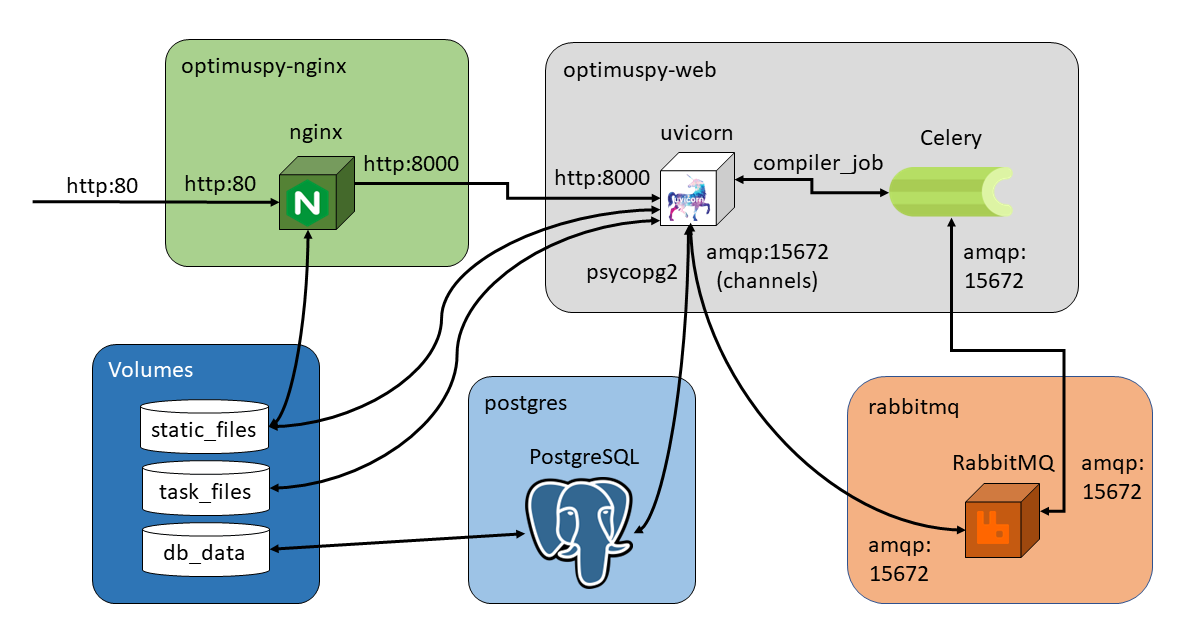 optimuspy-nginx
optimuspy-web
nginx
uvicorn
Celery
http:80
http:80
http:8000
http:8000
compiler_job
N
uvicorn
psycopg2
amqp:15672
(channels)
amqp:
15672
Volumes
static_files
task_files
db_data
postgres
PostgreSQL
rabbitmq
RabbitMQ
amqp:
15672
amqp:
15672